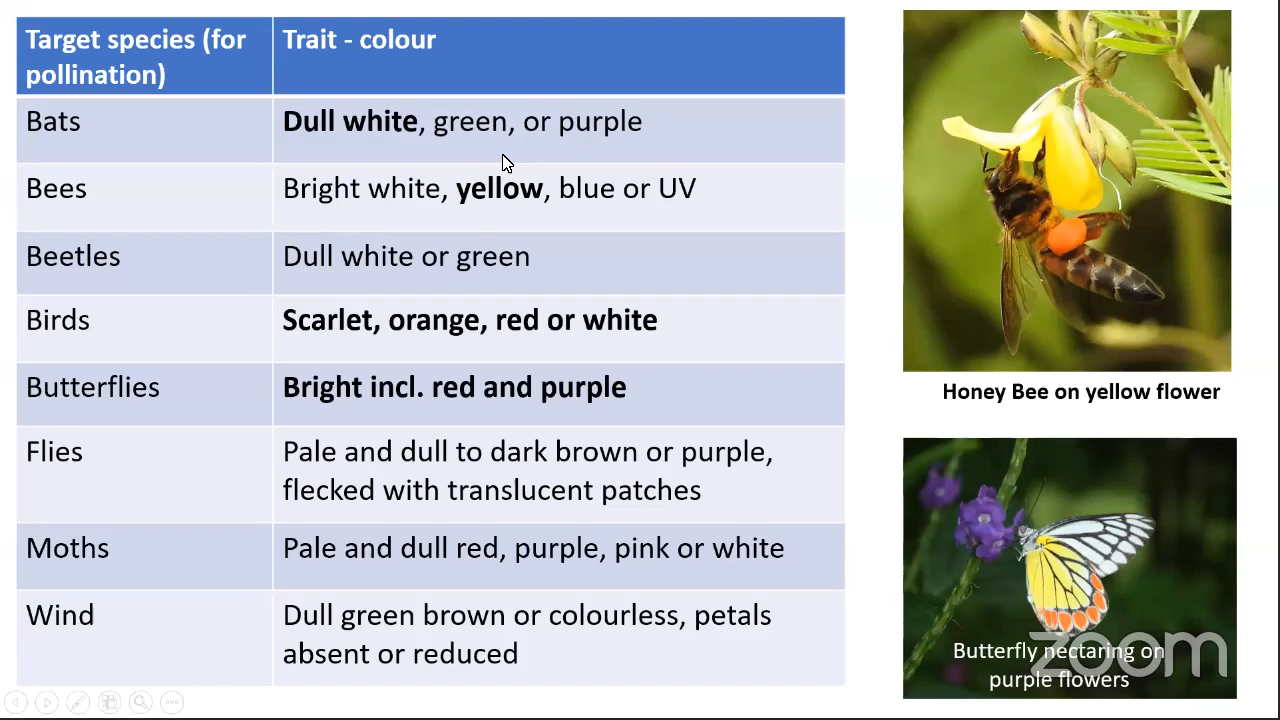 Target species (for
pollination)
Trait - colour
Bats
Dull white, green, or purple
Bees
Bright white, yellow, blue or UV
Beetles
Dull white or green
Birds
Scarlet, orange, red or white
Butterflies
Bright incl. red and purple
Flies
Pale and dull to dark brown or purple,
flecked with translucent patches
Moths
Pale and dull red, purple, pink or white
Wind
Dull green brown or colourless, petals
absent or reduced
Honey Bee on yellow flower
Butterfly nectaring on
purple flowers
zoom